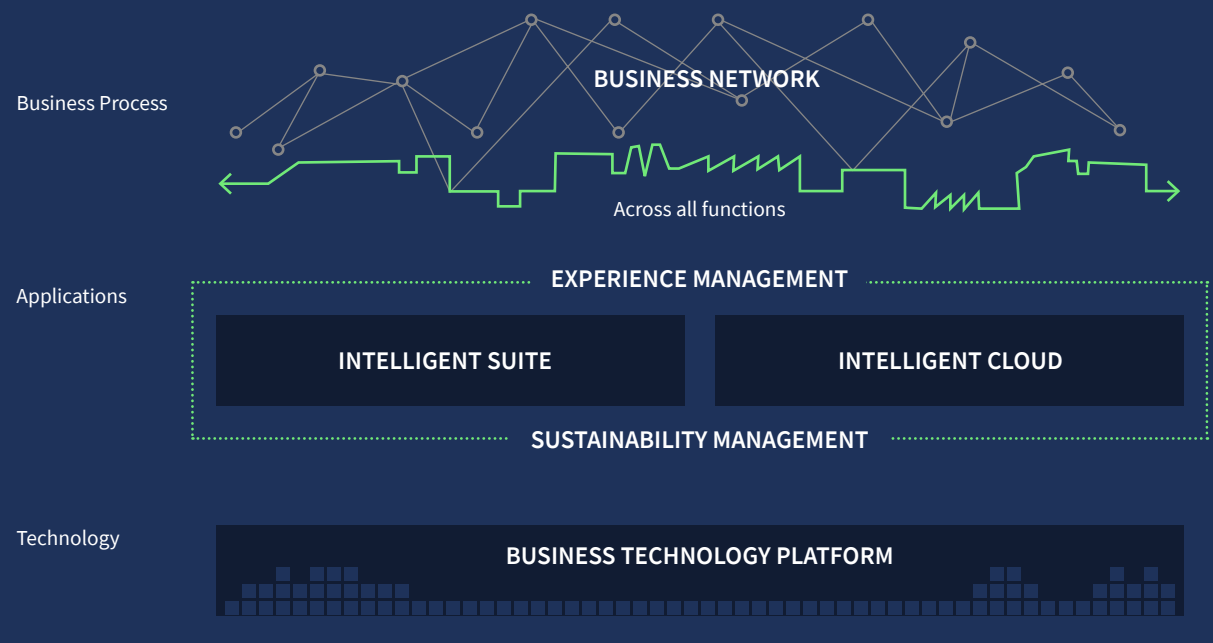 BUSINESS NETWORK
Business Process
Across all functions
EXPERIENCE MANAGEMENT
Applications
INTELLIGENT SUITE
INTELLIGENT CLOUD
SUSTAINABILITY MANAGEMENT
Technology
BUSINESS TECHNOLOGY PLATFORM